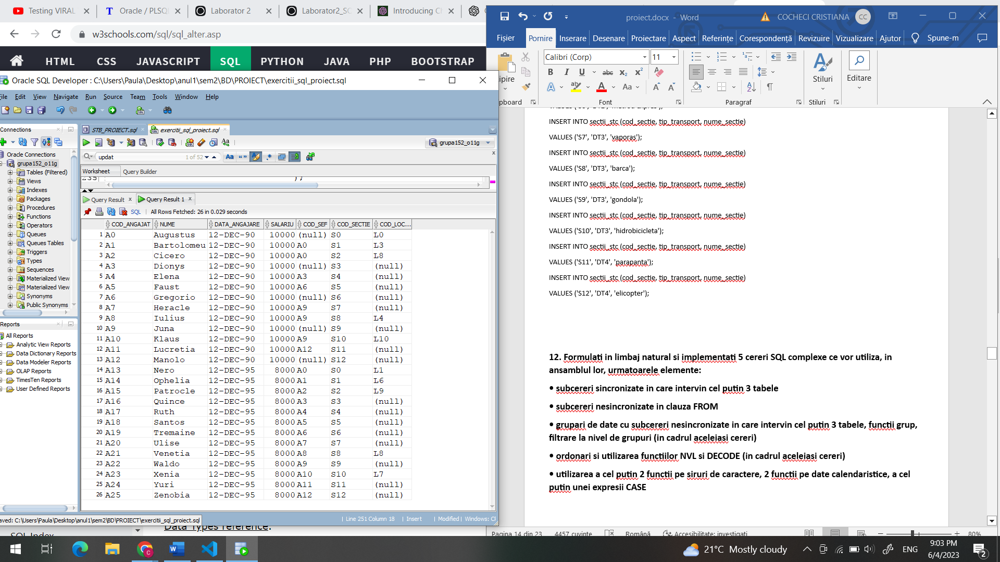 Testing VIRAL
Oracle / PLSQ
Laborator 2
Laborator2_SQ
Introducing Ch
w3schools.com/sql/sql_alter.asp
HTML CSS JAVASCRIPT SQL PYTHON JAVA PHP BOOTSTRAP
Oracle SQL Developer : C:\Users\Paula\Desktop\anul1\sem2\BD\PROIECT\exercitii_sql_proiect.sql
ile Edit View Navigate Run Source Team Tools Window Help
Connections
STB_PROIECT.sql
exercitii_sql_proiect.sql
grupa152_o11g
updat
1 of 52
Worksheet Query Builder
Oracle Connections
grupa152_o11g
Tables (Filtered)
Views
Indexes
Packages
Procedures
Functions
Operators
Queues
Queues Tables
Triggers
Types
Sequences
Materialized View
Materialized View
Synonyms
Public Synonyms
Reports
All Reports
Analytic View Reports
Data Dictionary Reports
Data Modeler Reports
OLAP Reports
TimesTen Reports
User Defined Reports
235
);
Query Result
Query Result 1
SQL
All Rows Fetched: 26 in 0.029 seconds
COD_ANGAJAT NUME DATA_ANGAJARE SALARIU COD_SEF COD_SECTIE COD_LOC...
1 A0 Augustus 12-DEC-90 10000 (null) S0 L0
2 A1 Bartolomeu 12-DEC-90 10000 A0 S1 L3
3 A2 Cicero 12-DEC-90 10000 A0 S2 L8
4 A3 Dionys 12-DEC-90 10000 (null) S3 (null)
5 A4 Elena 12-DEC-90 10000 A3 S4 (null)
6 A5 Faust 12-DEC-90 10000 A6 S5 (null)
7 A6 Gregorio 12-DEC-90 10000 (null) S6 (null)
8 A7 Heracle 12-DEC-90 10000 A9 S7 (null)
9 A8 Iulius 12-DEC-90 10000 A9 S8 L4
10 A9 Juna 12-DEC-90 10000 (null) S9 (null)
11 A10 Klaus 12-DEC-90 10000 A9 S10 L10
12 A11 Lucretia 12-DEC-90 10000 A12 S11 (null)
13 A12 Manolo 12-DEC-90 10000 (null) S12 (null)
14 A13 Nero 12-DEC-95 8000 A0 S0 L1
15 A14 Ophelia 12-DEC-95 8000 A1 S1 L6
16 A15 Patrocle 12-DEC-95 8000 A2 S2 L9
17 A16 Quince 12-DEC-95 8000 A3 S3 (null)
18 A17 Ruth 12-DEC-95 8000 A4 S4 (null)
19 A18 Santos 12-DEC-95 8000 A5 S5 (null)
20 A19 Tremaine 12-DEC-95 8000 A6 S6 (null)
21 A20 Ulise 12-DEC-95 8000 A7 S7 (null)
22 A21 Venetia 12-DEC-95 8000 A8 S8 L8
23 A22 Waldo 12-DEC-95 8000 A9 S9 (null)
24 A23 Xenia 12-DEC-95 8000 A10 S10 L7
25 A24 Yuri 12-DEC-95 8000 A11 S11 (null)
26 A25 Zenobia 12-DEC-95 8000 A12 S12 (null)
aved: C:\Users\Paula\Desktop\anul1\sem2\BD\PROIECT\exercitii_sql_proiect.sql
Line 251 Column 18
Insert
Modified
Windows: CF
SQL Index
Data Types reference.
proiect.docx - Word
COCHECI CRISTIANA
CC
Fișier Pornire Inserare Desenare Proiectare Aspect Referințe Corespondență Revizuire Vizualizare Ajutor Spune-m
Calibri (Corp) 11
ipire
Stiluri
Editare
pboard
Font
Paragraf
Stiluri
INSERT INTO sectii_stc (cod_sectie, tip_transport, nume_sectie)
VALUES ('S7', 'DT3', 'vaporas');
INSERT INTO sectii_stc (cod_sectie, tip_transport, nume_sectie)
VALUES ('S8', 'DT3', 'barca');
INSERT INTO sectii_stc (cod_sectie, tip_transport, nume_sectie)
VALUES ('S9', 'DT3', 'gondola');
INSERT INTO sectii_stc (cod_sectie, tip_transport, nume_sectie)
VALUES ('S10', 'DT3', 'hidrobicicleta');
INSERT INTO sectii_stc (cod_sectie, tip_transport, nume_sectie)
VALUES ('S11', 'DT4', 'parapanta');
INSERT INTO sectii_stc (cod_sectie, tip_transport, nume_sectie)
VALUES ('S12', 'DT4', 'elicopter');
12. Formulati in limbaj natural si implementati 5 cereri SQL complexe ce vor utiliza, in
ansamblul lor, urmatoarele elemente:
• subcereri sincronizate in care intervin cel putin 3 tabele
• subcereri nesincronizate in clauza FROM
• grupari de date cu subcereri nesincronizate in care intervin cel putin 3 tabele, functii grup,
filtrare la nivel de grupuri (in cadrul aceleiasi cereri)
• ordonari si utilizarea functiilor NVL si DECODE (in cadrul aceleiasi cereri)
• utilizarea a cel putin 2 functii pe siruri de caractere, 2 functii pe date calendaristice, a cel
putin unei expresii CASE
Pagina 14 din 23
4457 cuvinte
Română
Accesibilitate: investigați
80%
21°C Mostly cloudy
ENG
9:03 PM
6/4/2023
2